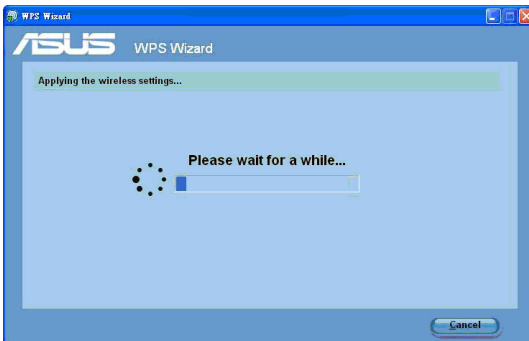 WPS Wizard
ASUS WPS Wizard
Applying the wireless settings...
Please wait for a while...
Cancel